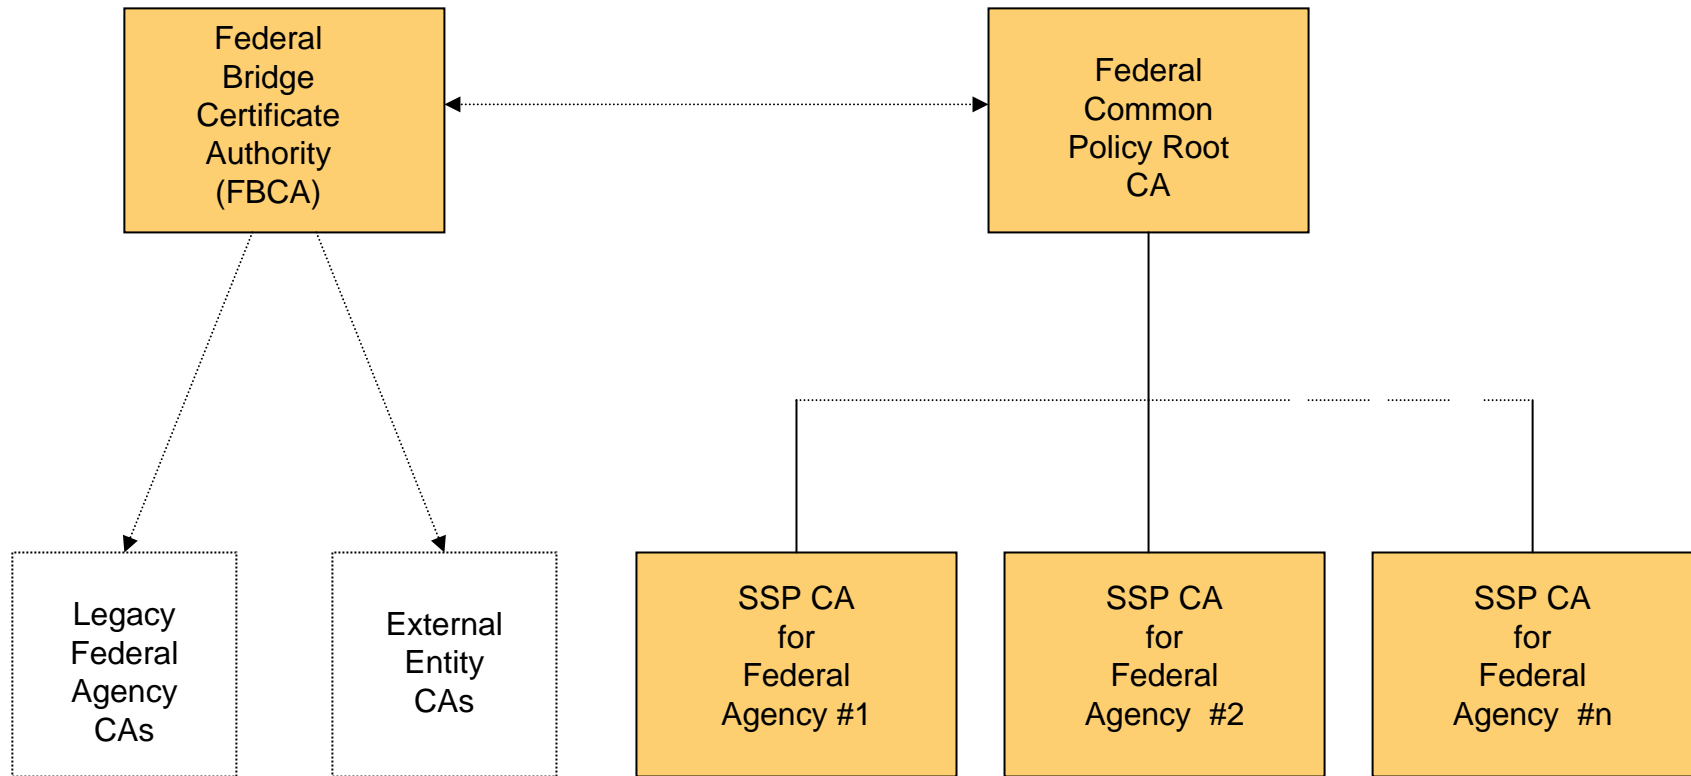 Federal
Bridge
Certificate
Authority
(FBCA)
Federal
Common
Policy Root
CA
Legacy
Federal
Agency
CAs
External
Entity
CAs
SSP CA
for
Federal
Agency #1
SSP CA
for
Federal
Agency #2
SSP CA
for
Federal
Agency #n